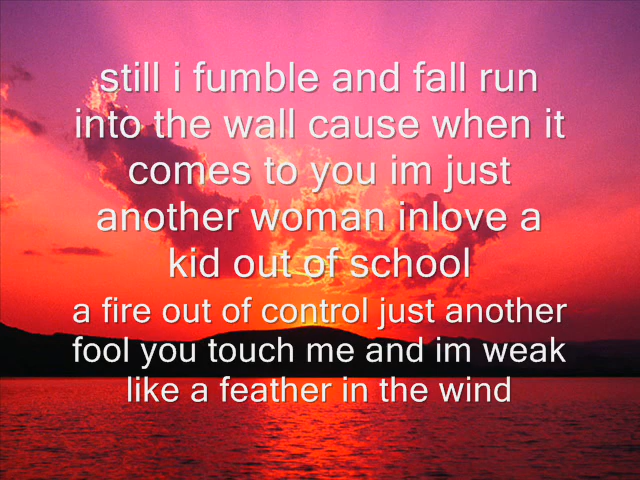 still i fumble and fall run
into the wall cause when it
comes to you im just
another woman inlove a
kid out of school
a fire out of control just another
fool you touch me and im weak
like a feather in the wind